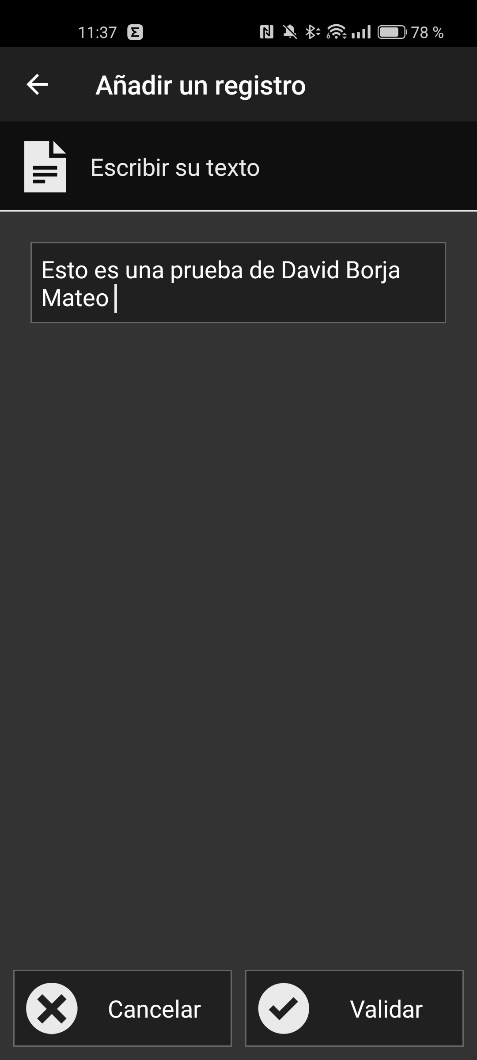 11:37 78 %
Añadir un registro
Escribir su texto
Esto es una prueba de David Borja
Mateo
Cancelar Validar